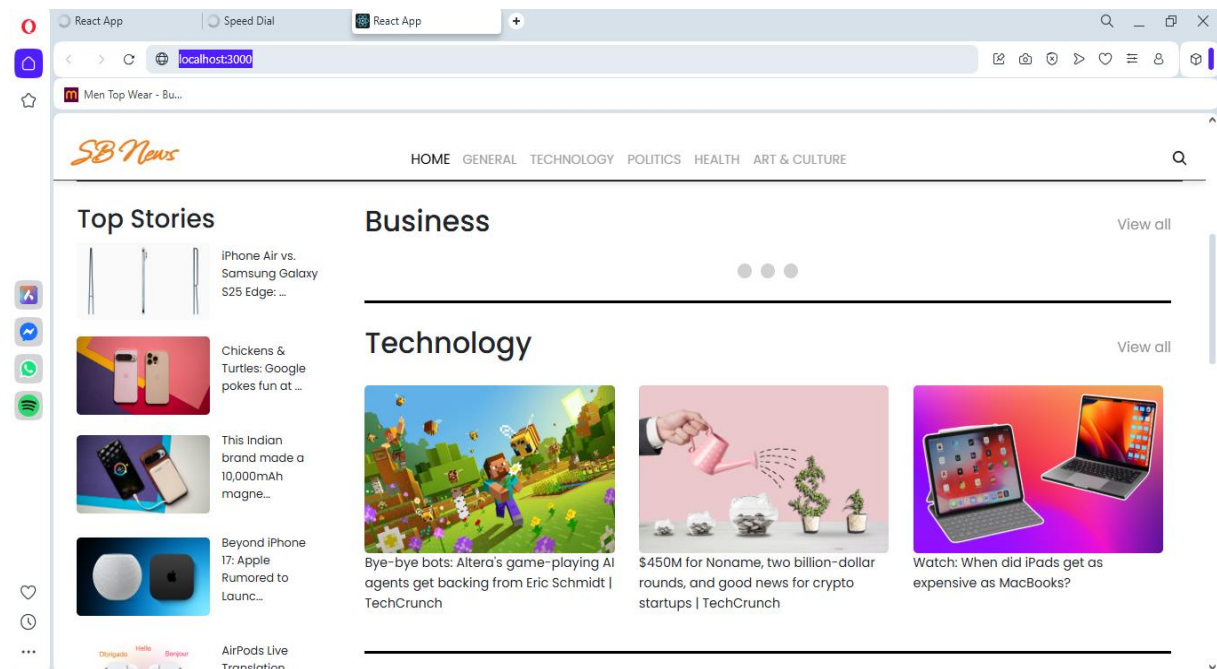 React App
Speed Dial
React App
localhost:3000
Men Top Wear - Bu...
SB News
HOME GENERAL TECHNOLOGY POLITICS HEALTH ART & CULTURE
Top Stories
iPhone Air vs.
Samsung Galaxy
S25 Edge: ...
Chickens &
Turtles: Google
pokes fun at ...
This Indian
brand made a
10,000mAh
magne...
Beyond iPhone
17: Apple
Rumored to
Launc...
Obrigado Hello Bonjour
AirPods Live
Translation
Business
View all
Technology
View all
Bye-bye bots: Altera's game-playing AI
agents get backing from Eric Schmidt |
TechCrunch
$450M for Noname, two billion-dollar
rounds, and good news for crypto
startups | TechCrunch
Watch: When did iPads get as
expensive as MacBooks?